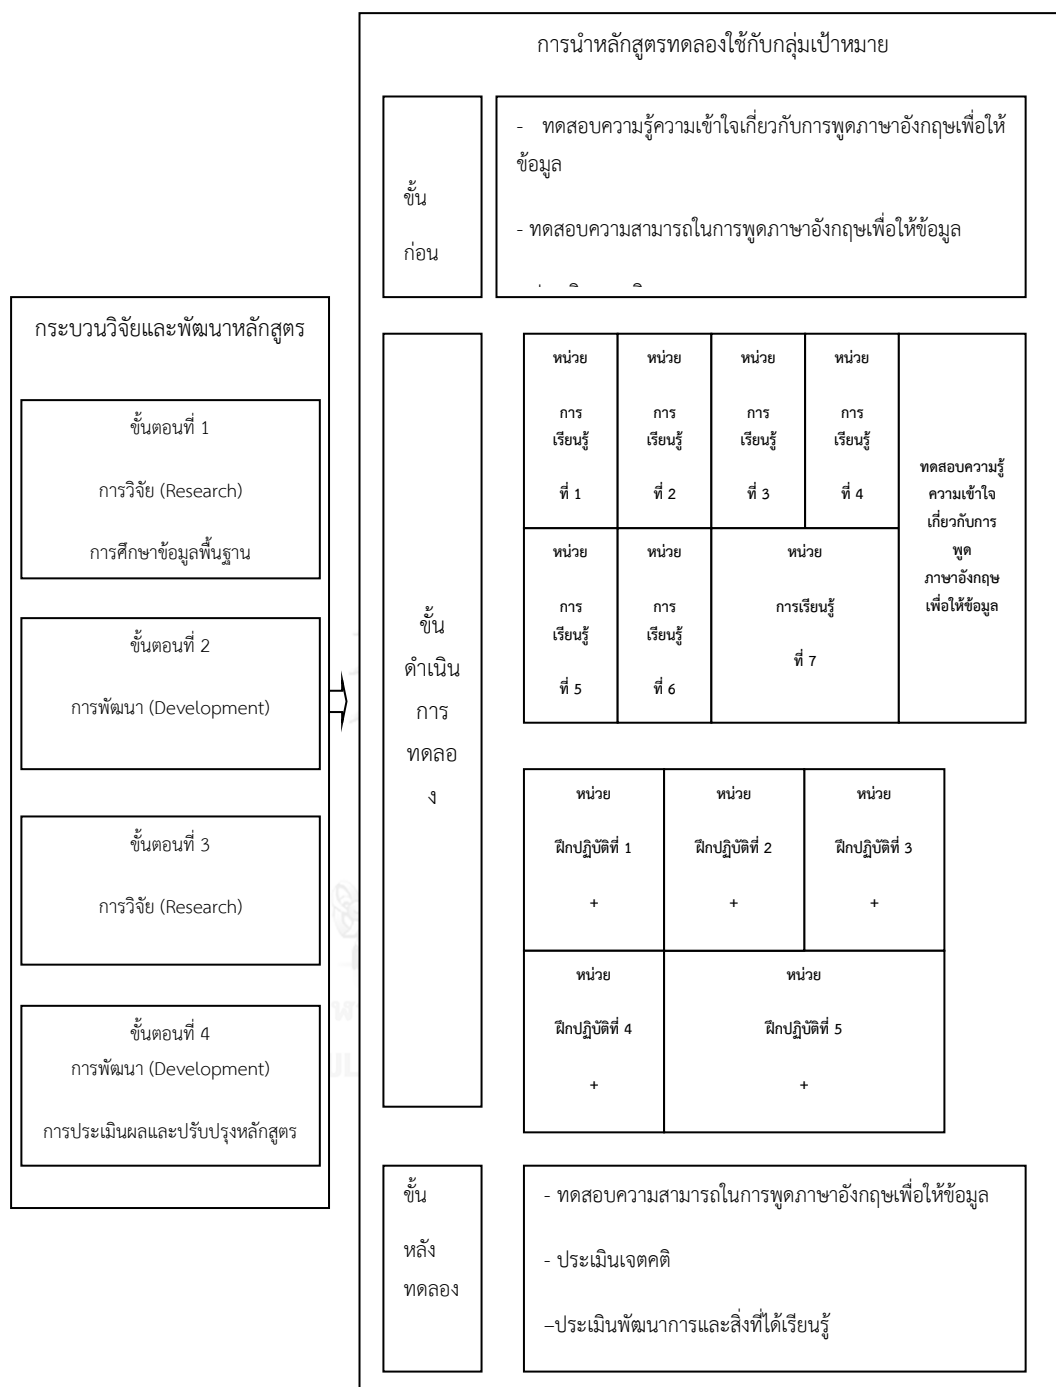 การนำหลักสูตรทดลองใช้กับกลุ่มเป้าหมาย
ขั้น
ก่อน
- ทดสอบความรู้ความเข้าใจเกี่ยวกับการพูดภาษาอังกฤษเพื่อให้
ข้อมูล
- ทดสอบความสามารถในการพูดภาษาอังกฤษเพื่อให้ข้อมูล
กระบวนวิจัยและพัฒนาหลักสูตร
ขั้นตอนที่ 1
การวิจัย (Research)
การศึกษาข้อมูลพื้นฐาน
ขั้นตอนที่ 2
การพัฒนา (Development)
ขั้นตอนที่ 3
การวิจัย (Research)
ขั้นตอนที่ 4
การพัฒนา (Development)
การประเมินผลและปรับปรุงหลักสูตร
ขั้น
ดำเนิน
การ
ทดลอ
ง
หน่วย
การ
เรียนรู้
ที่ 1
หน่วย
การ
เรียนรู้
ที่ 2
หน่วย
การ
เรียนรู้
ที่ 3
หน่วย
การ
เรียนรู้
ที่ 4
หน่วย
การ
เรียนรู้
ที่ 5
หน่วย
การ
เรียนรู้
ที่ 6
หน่วย
การเรียนรู้
ที่ 7
ทดสอบความรู้
ความเข้าใจ
เกี่ยวกับการ
พูด
ภาษาอังกฤษ
เพื่อให้ข้อมูล
หน่วย
ฝึกปฏิบัติที่ 1
+
หน่วย
ฝึกปฏิบัติที่ 2
+
หน่วย
ฝึกปฏิบัติที่ 3
+
หน่วย
ฝึกปฏิบัติที่ 4
+
หน่วย
ฝึกปฏิบัติที่ 5
+
ขั้น
หลัง
ทดลอง
- ทดสอบความสามารถในการพูดภาษาอังกฤษเพื่อให้ข้อมูล
- ประเมินเจตคติ
–ประเมินพัฒนาการและสิ่งที่ได้เรียนรู้